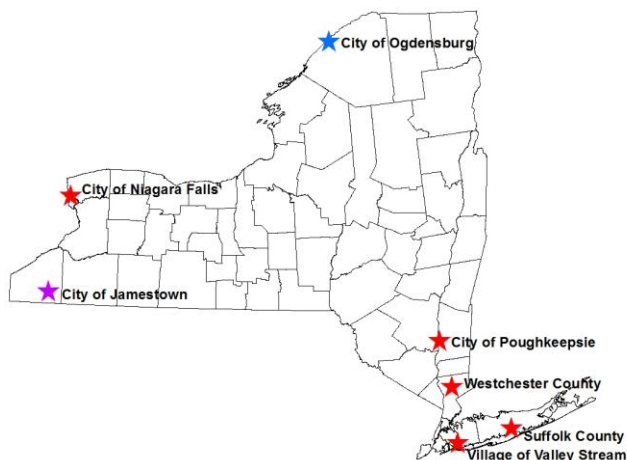 City of Ogdensburg
City of Niagara Falls
City of Jamestown
City of Poughkeepsie
Westchester County
Suffolk County
Village of Valley Stream